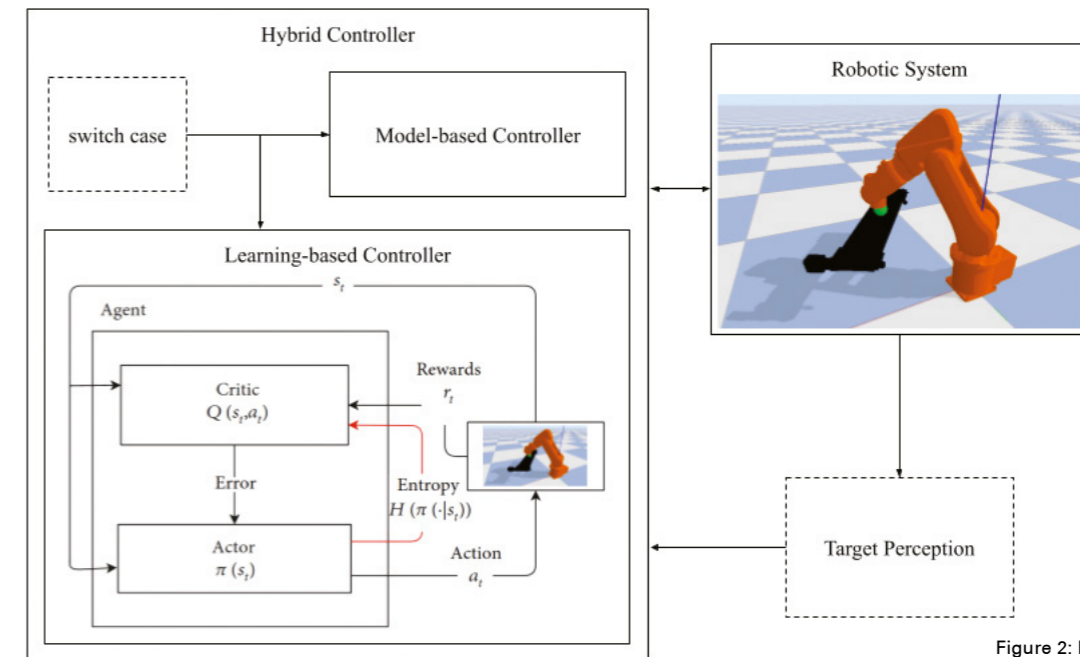 Hybrid Controller
switch case
Model-based Controller
Learning-based Controller
s_t
Agent
Critic
Q (s_t,a_t)
Error
Actor
π (s_t)
Rewards
r_t
Entropy
H (π (·|s_t))
Action
a_t
Robotic System
Target Perception
Figure 2: